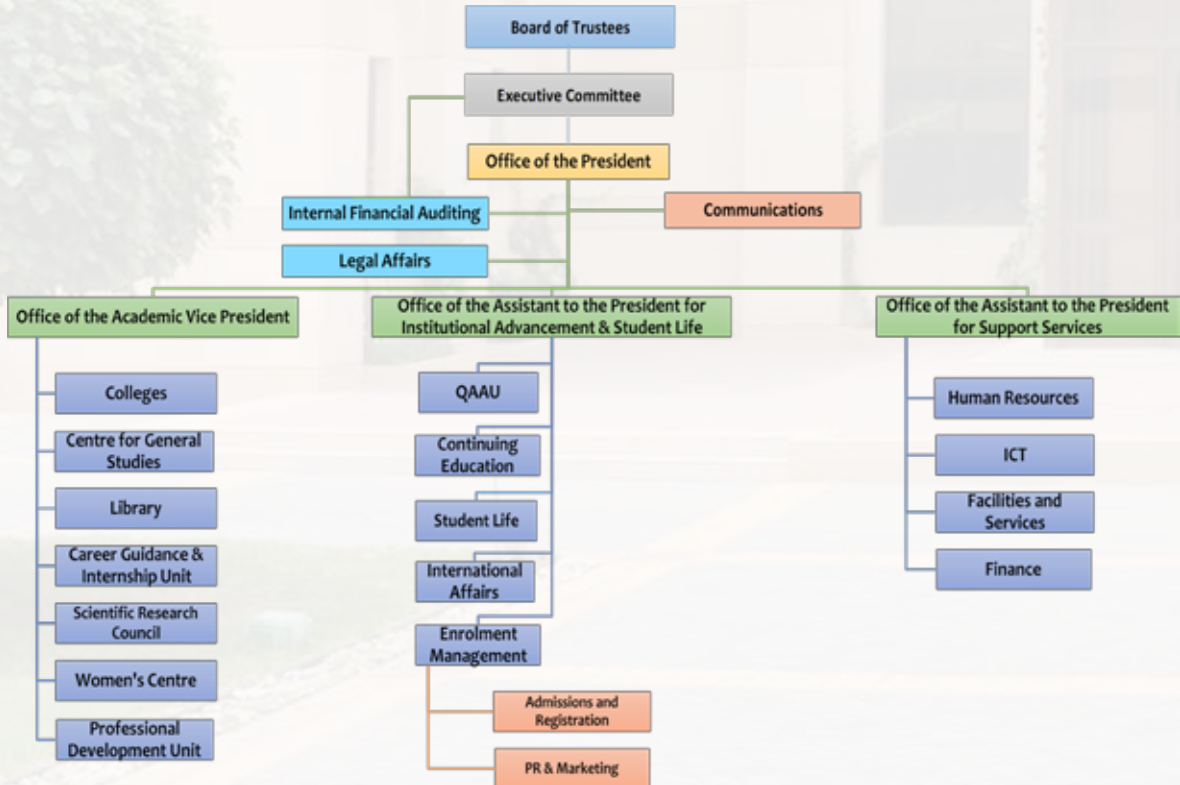 Board of Trustees
Executive Committee
Office of the President
Internal Financial Auditing
Communications
Legal Affairs
Office of the Academic Vice President
Office of the Assistant to the President for
Institutional Advancement & Student Life
Office of the Assistant to the President
for Support Services
Colleges
Centre for General
Studies
Library
Career Guidance &
Internship Unit
Scientific Research
Council
Women's Centre
Professional
Development Unit
QAAU
Continuing
Education
Student Life
International
Affairs
Enrolment
Management
Admissions and
Registration
PR & Marketing
Human Resources
ICT
Facilities and
Services
Finance